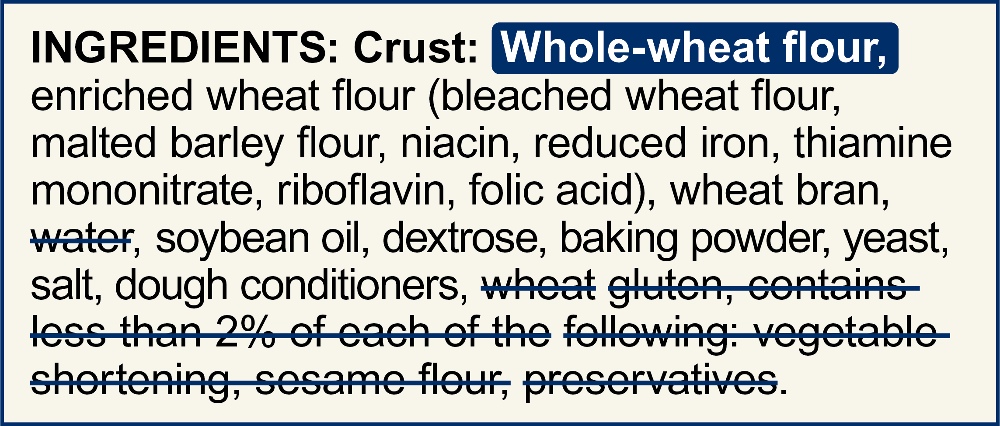 INGREDIENTS: Crust: Whole-wheat flour,
enriched wheat flour (bleached wheat flour,
malted barley flour, niacin, reduced iron, thiamine
mononitrate, riboflavin, folic acid), wheat bran,
water, soybean oil, dextrose, baking powder, yeast,
salt, dough conditioners, wheat gluten, contains
less than 2% of each of the following: vegetable
shortening, sesame flour, preservatives.